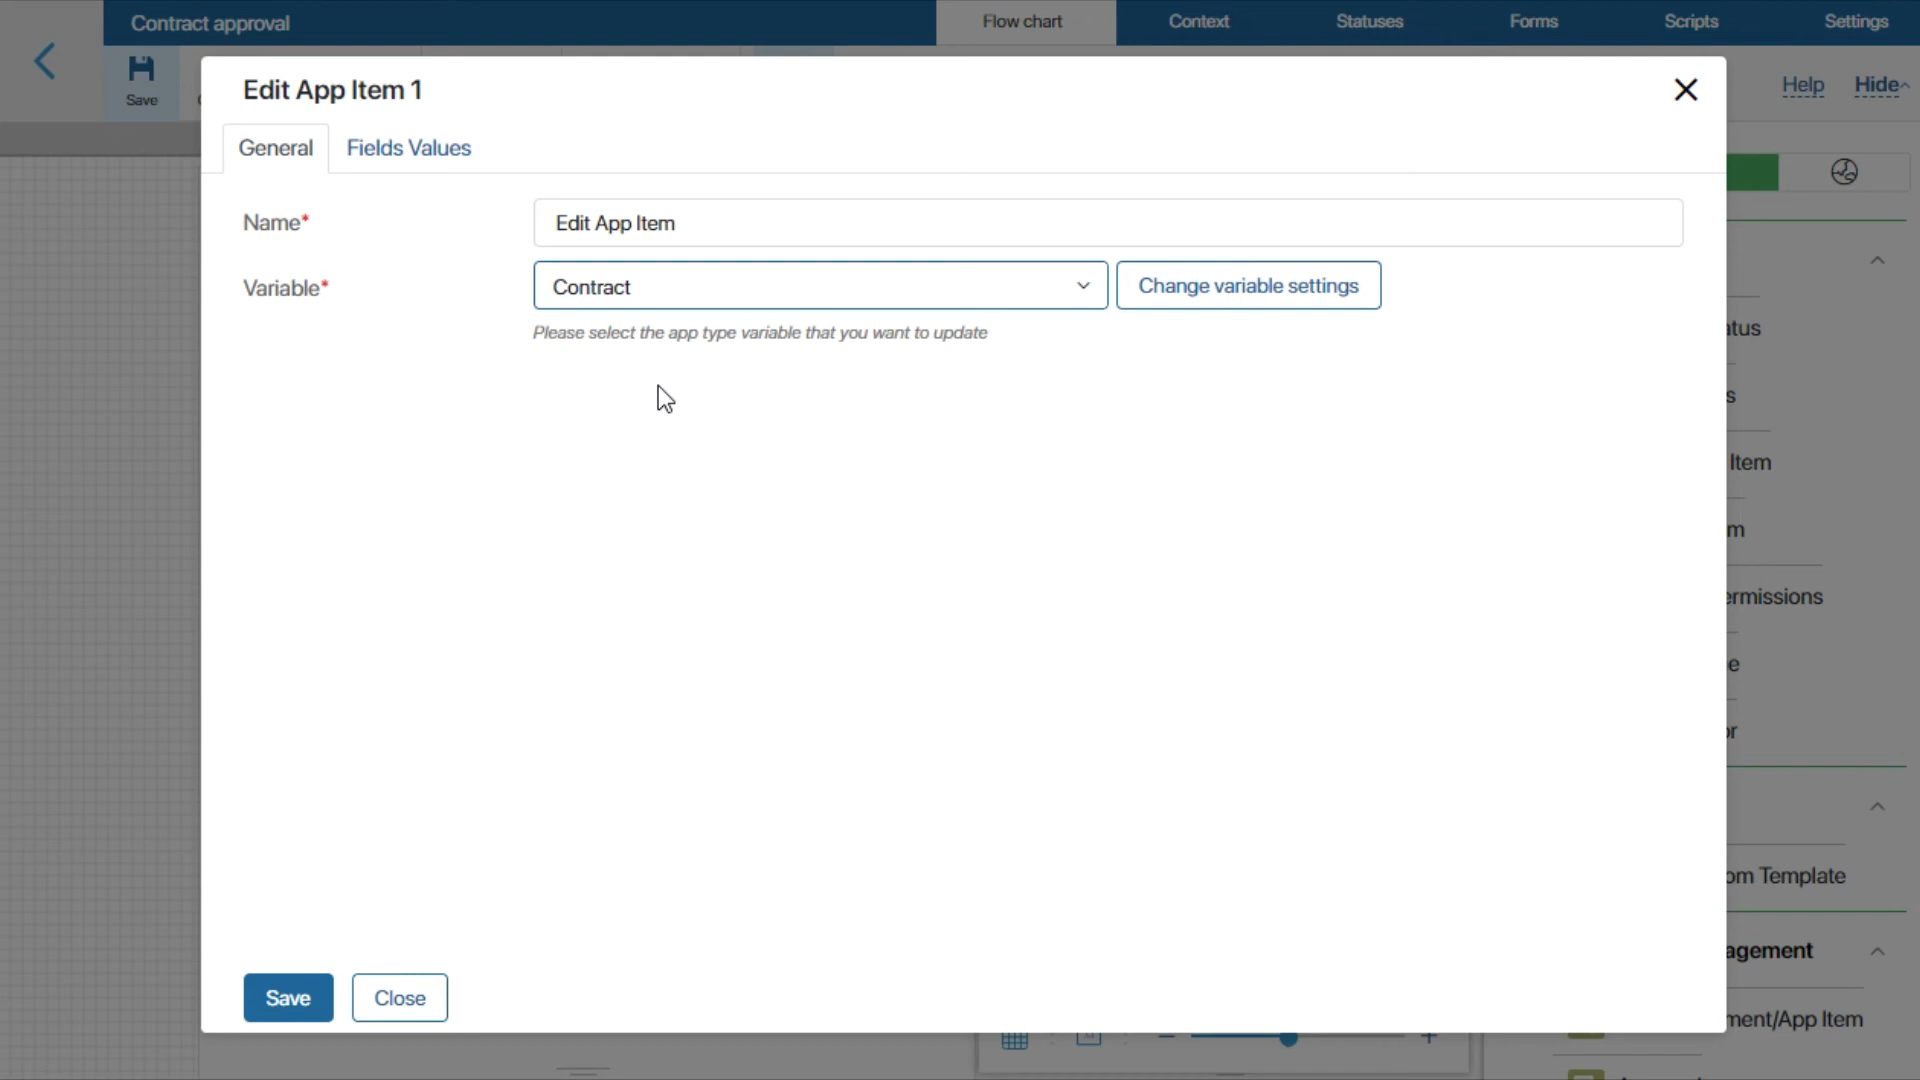 Contract approval
Flow chart
Context
Statuses
Forms
Scripts
Settings
Save
Help
Hide
Edit App Item 1
General
Fields Values
Name*
Edit App Item
Variable*
Contract
Change variable settings
Please select the app type variable that you want to update
Item
ermissions
om Template
agement
ment/App Item
Save
Close